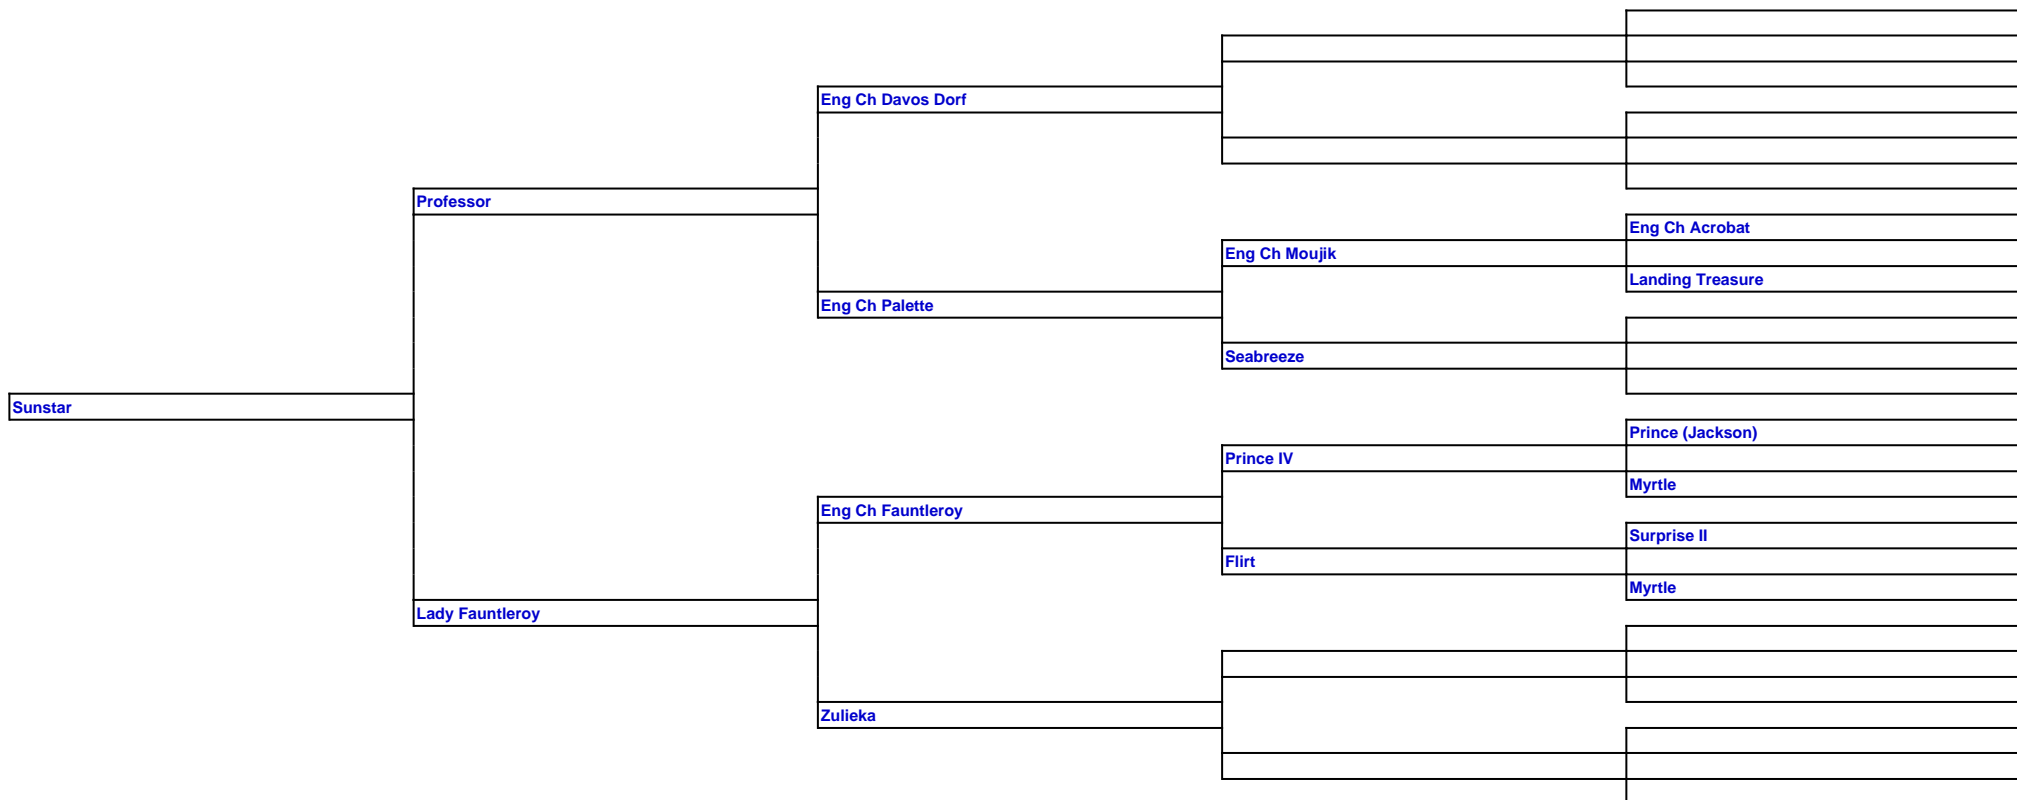 Eng Ch Davos Dorf
Professor
Eng Ch Acrobat
Eng Ch Moujik
Landing Treasure
Eng Ch Palette
Seabreeze
Sunstar
Prince (Jackson)
Prince IV
Myrtle
Eng Ch Fauntleroy
Surprise II
Flirt
Myrtle
Lady Fauntleroy
Zulieka